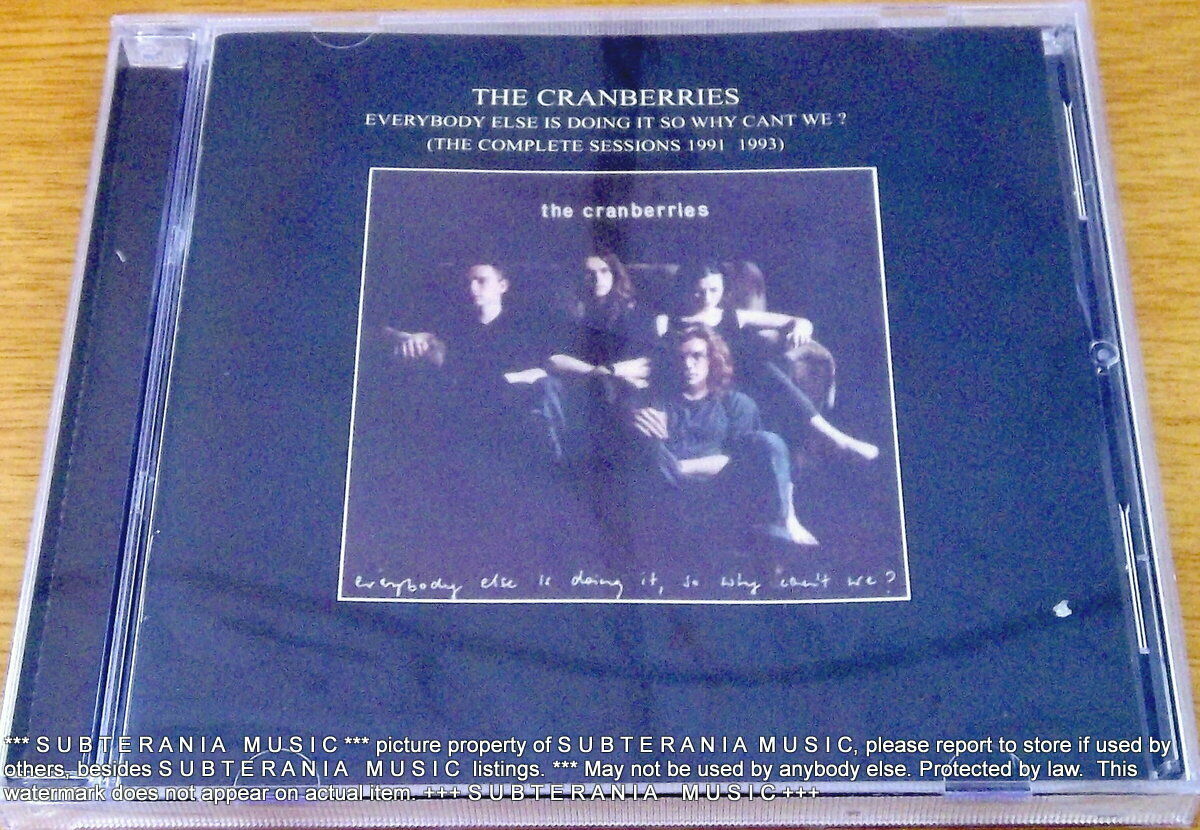 THE CRANBERRIES
EVERYBODY ELSE IS DOING IT SO WHY CANT WE ?
(THE COMPLETE SESSIONS 1991 1993)
the cranberries
everybody else is doing it, so why can't we?
*** S U B T E R A N I A M U S I C *** picture property of S U B T E R A N I A M U S I C, please report to store if used by
others, besides S U B T E R A N I A M U S I C listings. *** May not be used by anybody else. Protected by law. This
watermark does not appear on actual item. +++ S U B T E R A N I A M U S I C +++